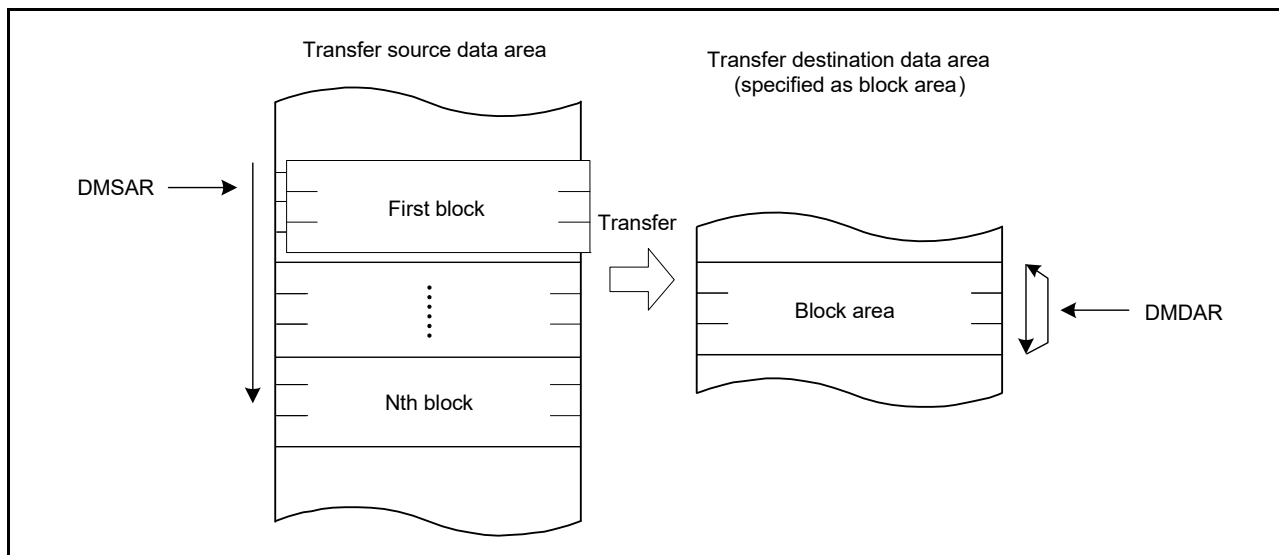 Transfer source data area
Transfer destination data area
(specified as block area)
DMSAR
First block
Transfer
Block area
DMDAR
Nth block